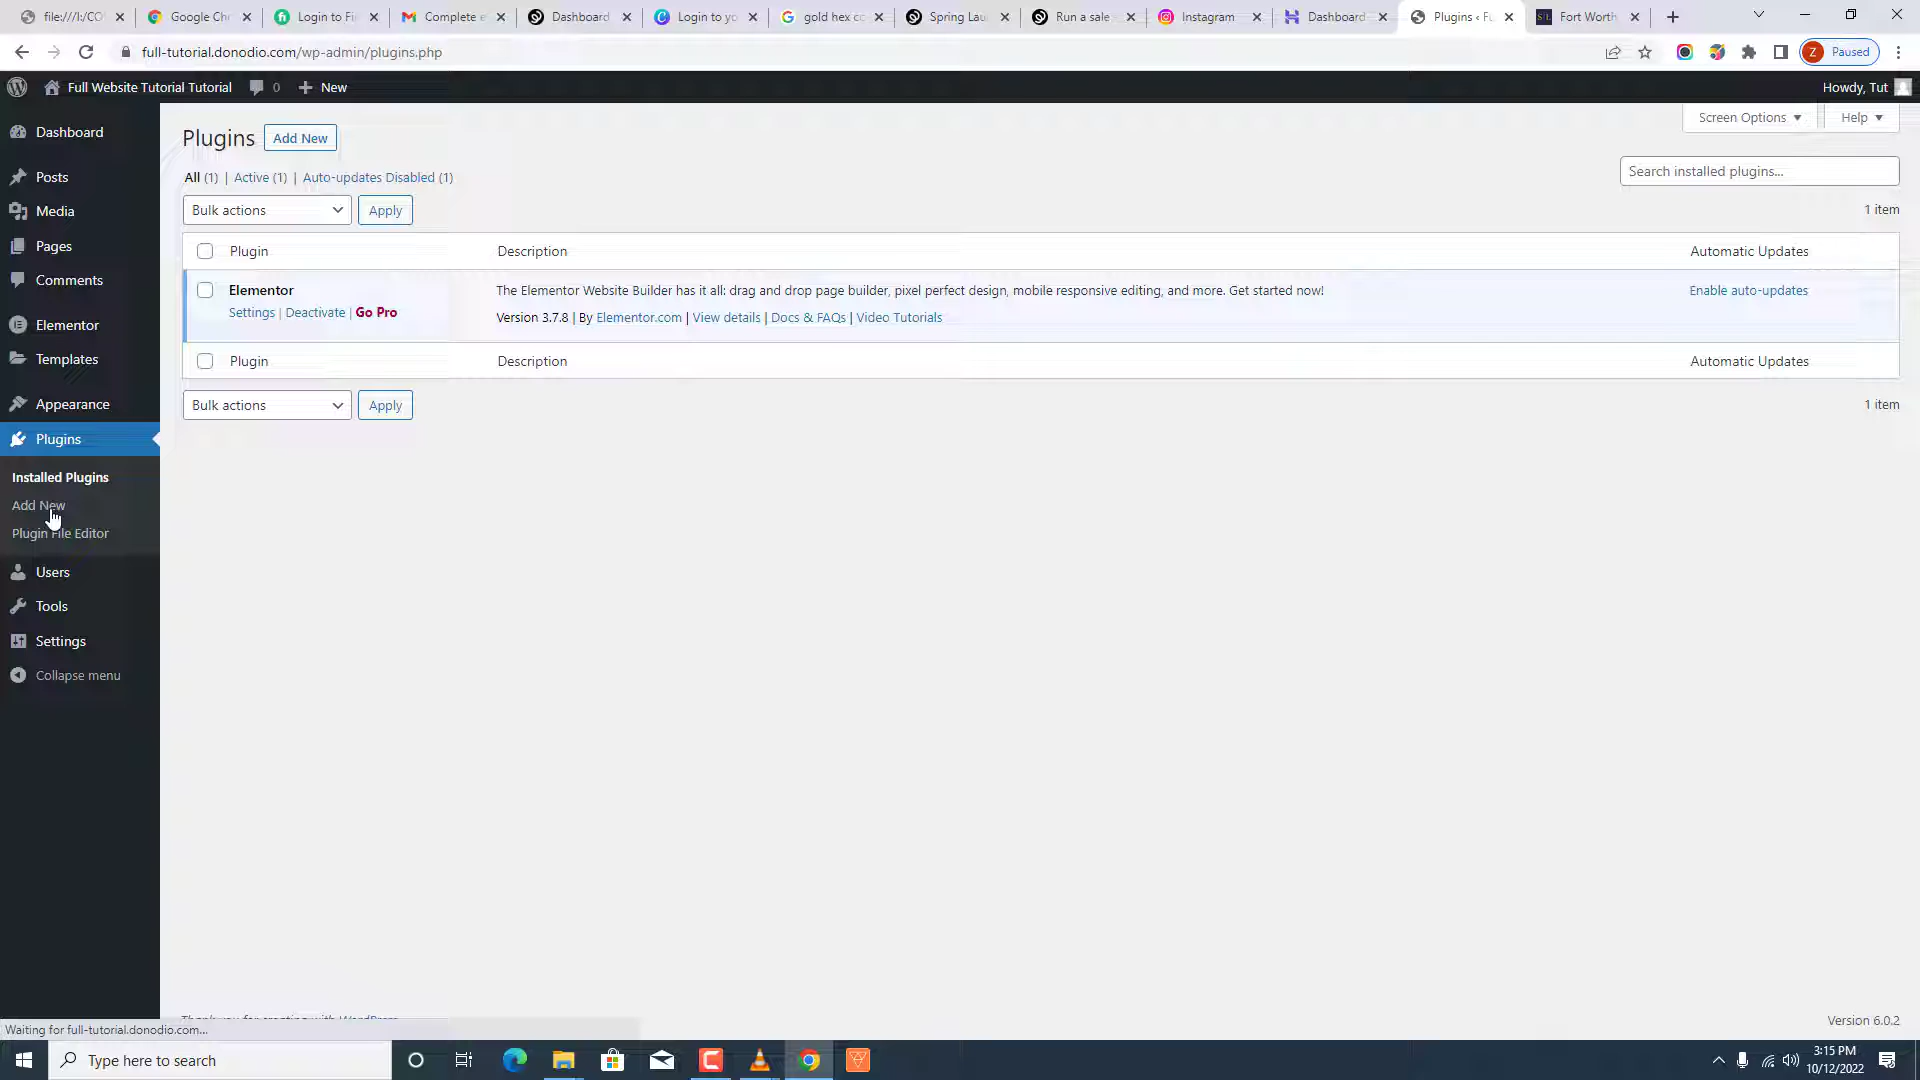 file:///I:/CO
Google Ch
Login to Fi
Complete e
Dashboard
Login to yo
gold hex cc
Spring Lau
Run a sale
Instagram
Dashboard
Plugins ‹ Fu
Fort Worth
full-tutorial.donodio.com/wp-admin/plugins.php
Z Paused
Full Website Tutorial Tutorial 0 + New
Howdy, Tut
Dashboard
Posts
Media
Pages
Comments
Elementor
Templates
Appearance
Plugins
Installed Plugins
Add New
Plugin File Editor
Users
Tools
Settings
Collapse menu
Screen Options
Help
Plugins Add New
All (1) | Active (1) | Auto-updates Disabled (1)
Search installed plugins...
Bulk actions Apply
1 item
Plugin Description Automatic Updates
Elementor The Elementor Website Builder has it all: drag and drop page builder, pixel perfect design, mobile responsive editing, and more. Get started now! Enable auto-updates
Settings | Deactivate | Go Pro Version 3.7.8 | By Elementor.com | View details | Docs & FAQs | Video Tutorials
Plugin Description Automatic Updates
Bulk actions Apply
1 item
Version 6.0.2
Waiting for full-tutorial.donodio.com...
Type here to search
3:15 PM
10/12/2022